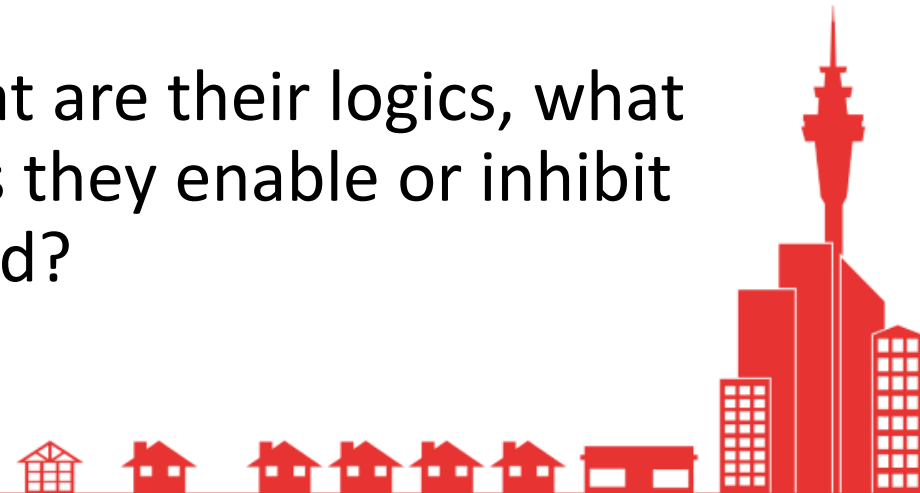 at are their logics, what
s they enable or inhibit
d?